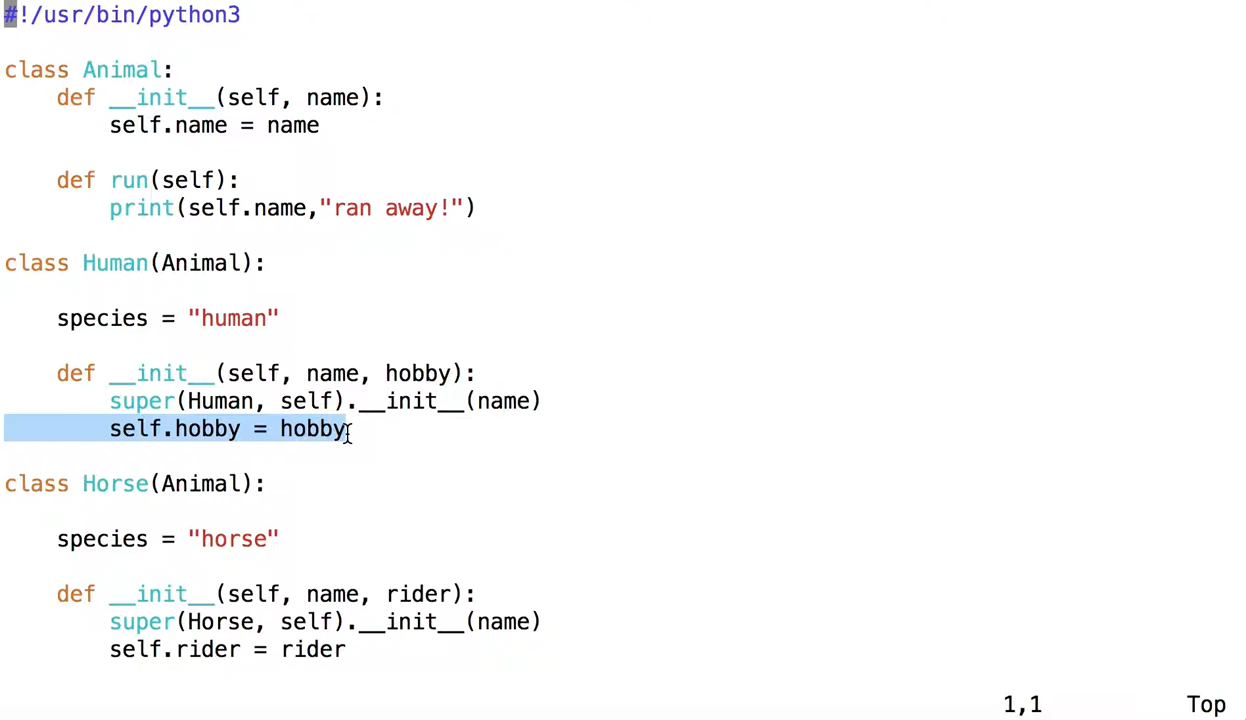 #!/usr/bin/python3
class Animal:
    def __init__(self, name):
        self.name = name
    def run(self):
        print(self.name,"ran away!")
class Human(Animal):
    species = "human"
    def __init__(self, name, hobby):
        super(Human, self).__init__(name)
        self.hobby = hobby
class Horse(Animal):
    species = "horse"
    def __init__(self, name, rider):
        super(Horse, self).__init__(name)
        self.rider = rider
1,1 Top